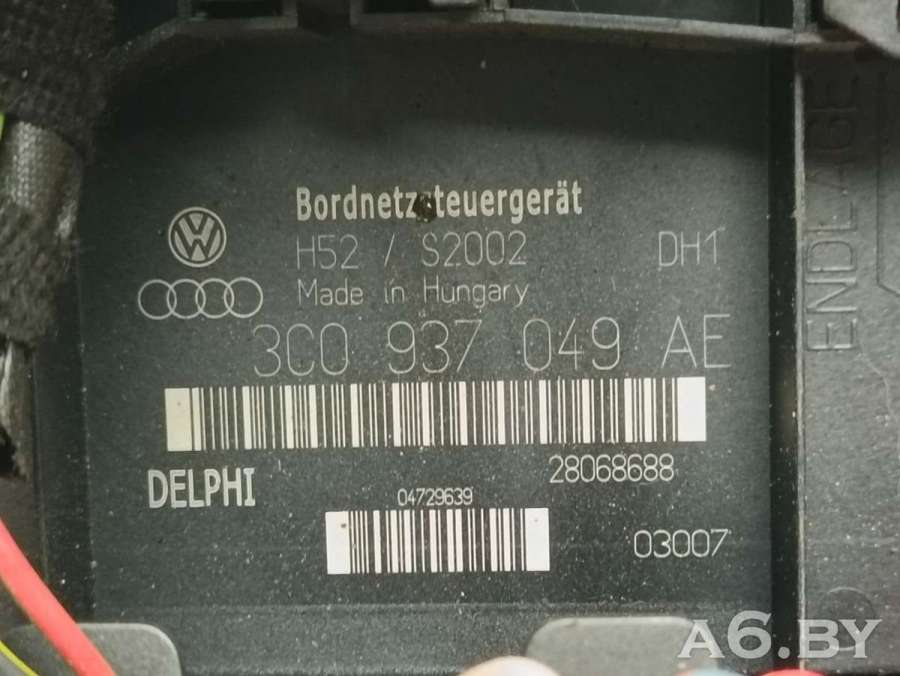 Bordnetzsteuergerät
H52 / S2002 DH1
Made in Hungary
3C0 937 049 AE
DELPHI
28068688
04729639
03007
ENDLAGE
A6.BY